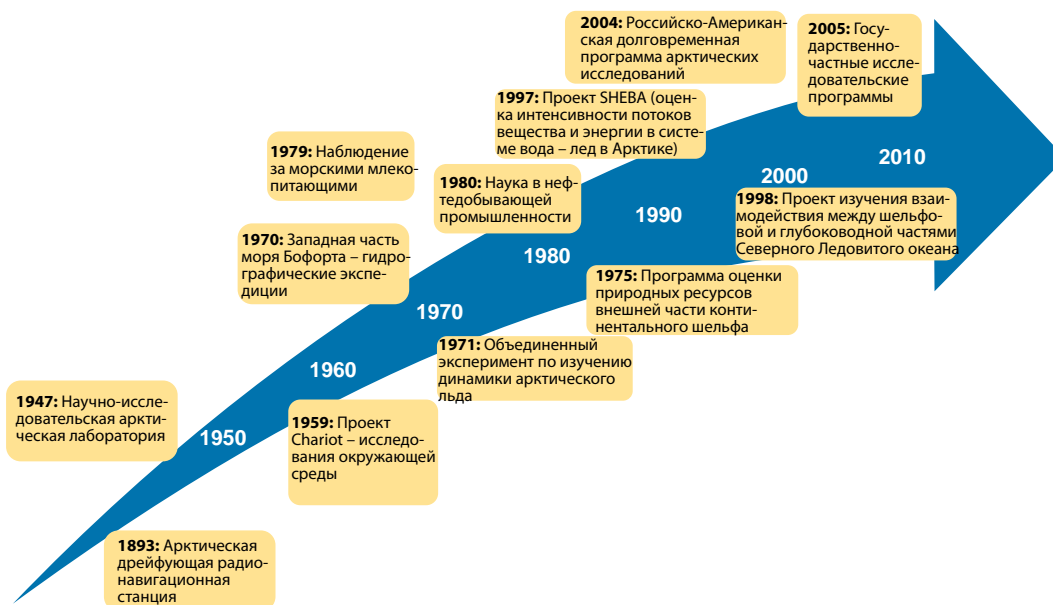 2004: Российско-Американ-
ская долговременная
программа арктических
исследований
2005: Госу-
дарственно-
частные иссле-
довательские
программы
1997: Проект SHEBA (оцен-
ка интенсивности потоков
вещества и энергии в систе-
ме вода – лед в Арктике)
1979: Наблюдение
за морскими млеко-
питающими
1980: Наука в неф-
тедобывающей
промышленности
2010
2000
1990
1998: Проект изучения взаи-
модействия между шельфо-
вой и глубоководной частями
Северного Ледовитого океана
1970: Западная часть
моря Бофорта – гидро-
графические экспе-
диции
1980
1975: Программа оценки
природных ресурсов
внешней части конти-
нентального шельфа
1970
1971: Объединенный
эксперимент по изучению
динамики арктического
льда
1960
1947: Научно-иссле-
довательская аркти-
ческая лаборатория
1950
1959: Проект
Chariot – исследо-
вания окружающей
среды
1893: Арктическая
дрейфующая радио-
навигационная
станция